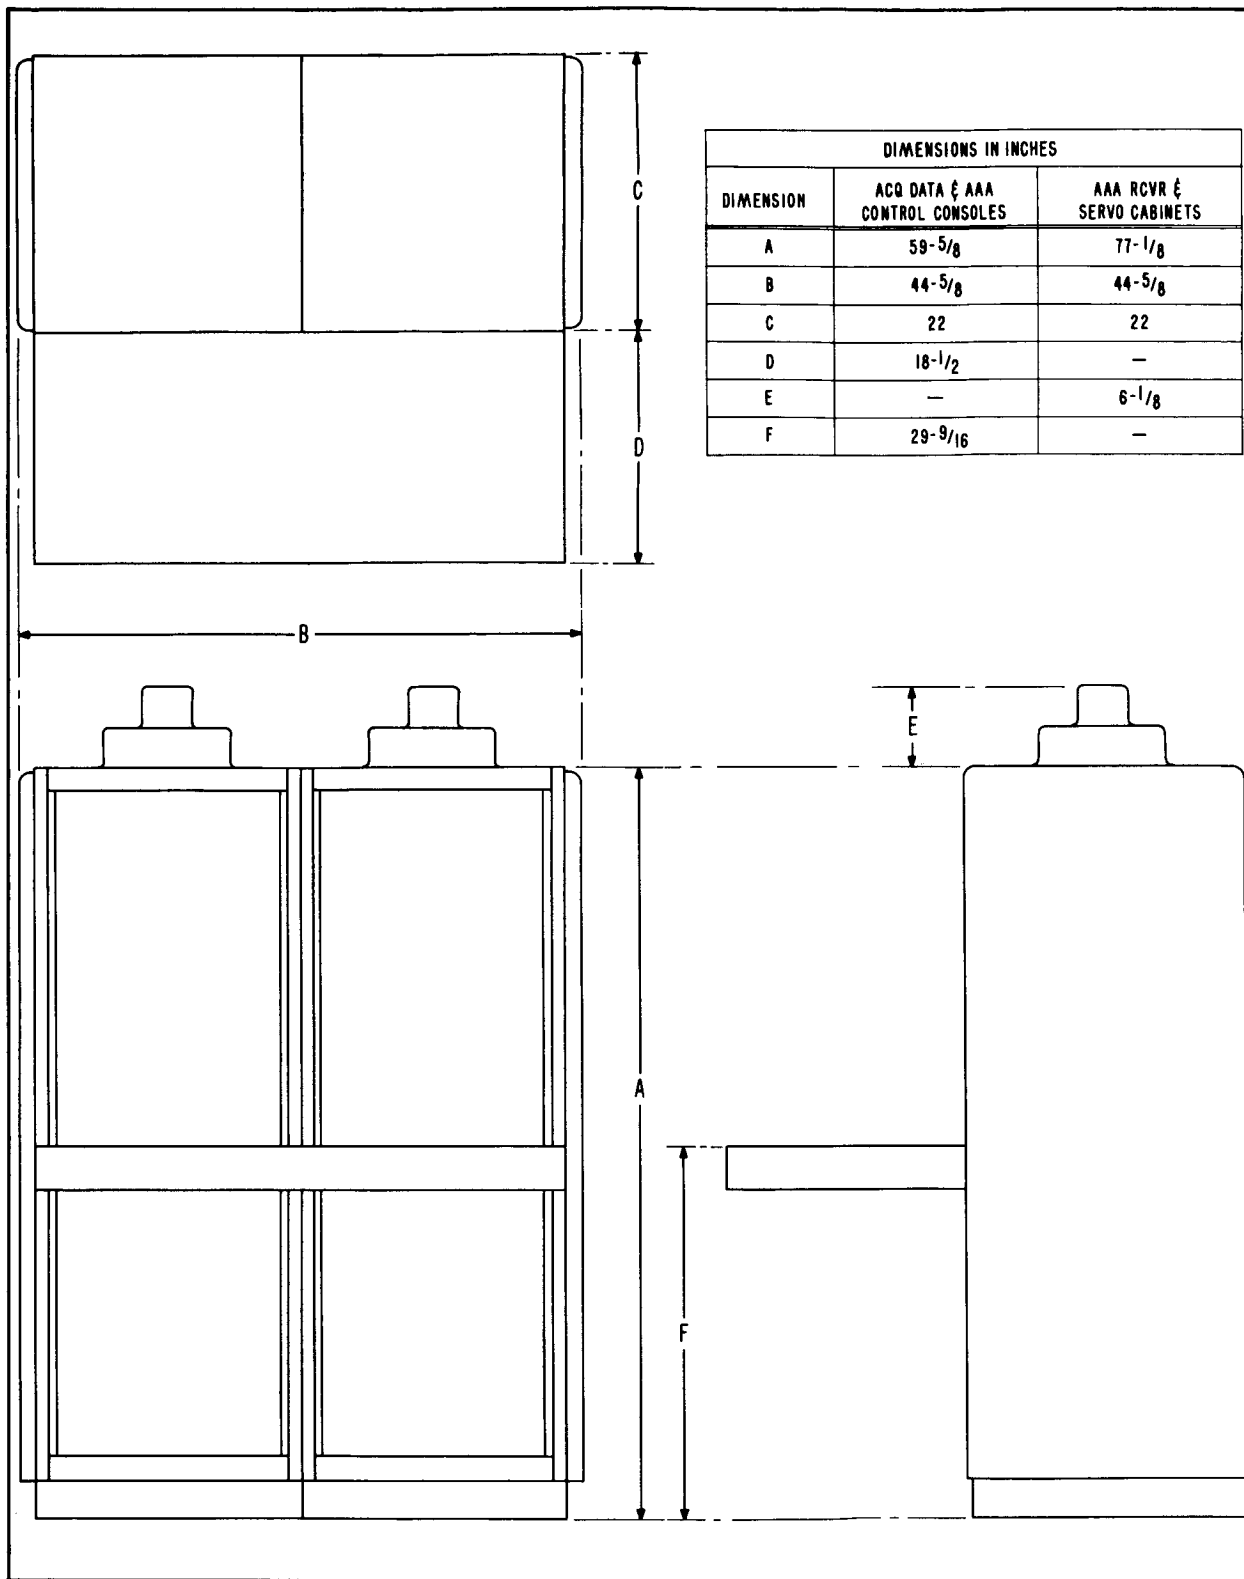 C
D
B
DIMENSIONS IN INCHES
DIMENSION ACQ DATA & AAA CONTROL CONSOLES AAA RCVR & SERVO CABINETS
A 59-5/8 77-1/8
B 44-5/8 44-5/8
C 22 22
D 18-1/2 —
E — 6-1/8
F 29-9/16 —
E
A
F